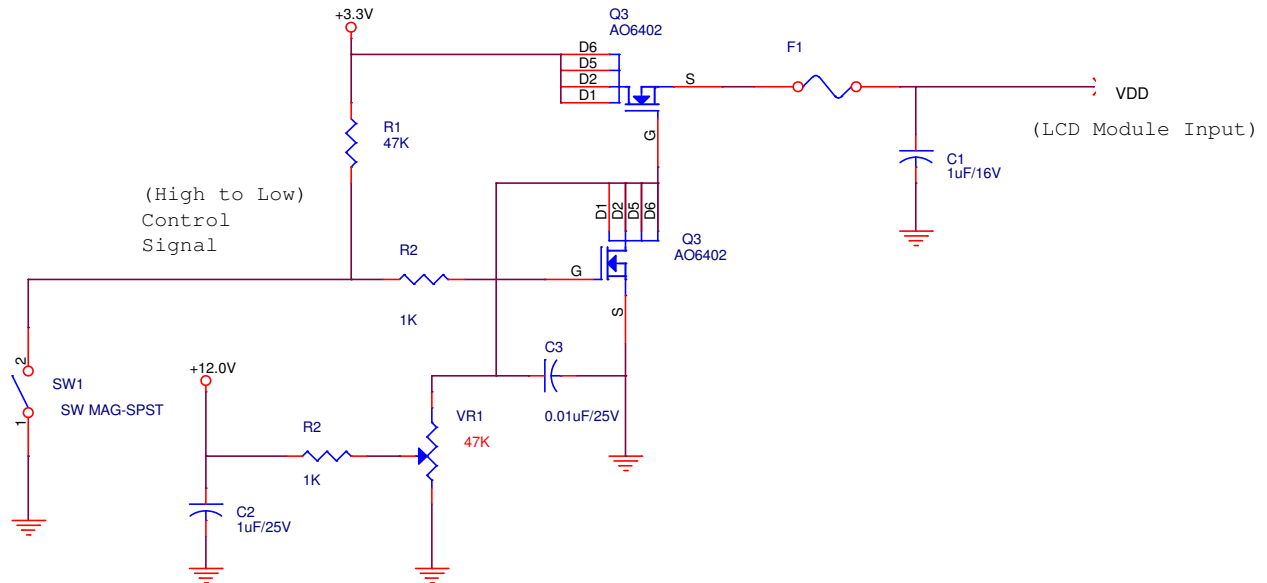 +3.3V
Q3
AO6402
D6
D5
D2
D1
S
G
F1
VDD
(LCD Module Input)
R1
47K
C1
1uF/16V
(High to Low)
Control
Signal
D1
D2
D5
D6
Q3
AO6402
R2
G
1K
S
2
SW1
SW MAG-SPST
1
+12.0V
C3
0.01uF/25V
R2
1K
VR1
47K
C2
1uF/25V